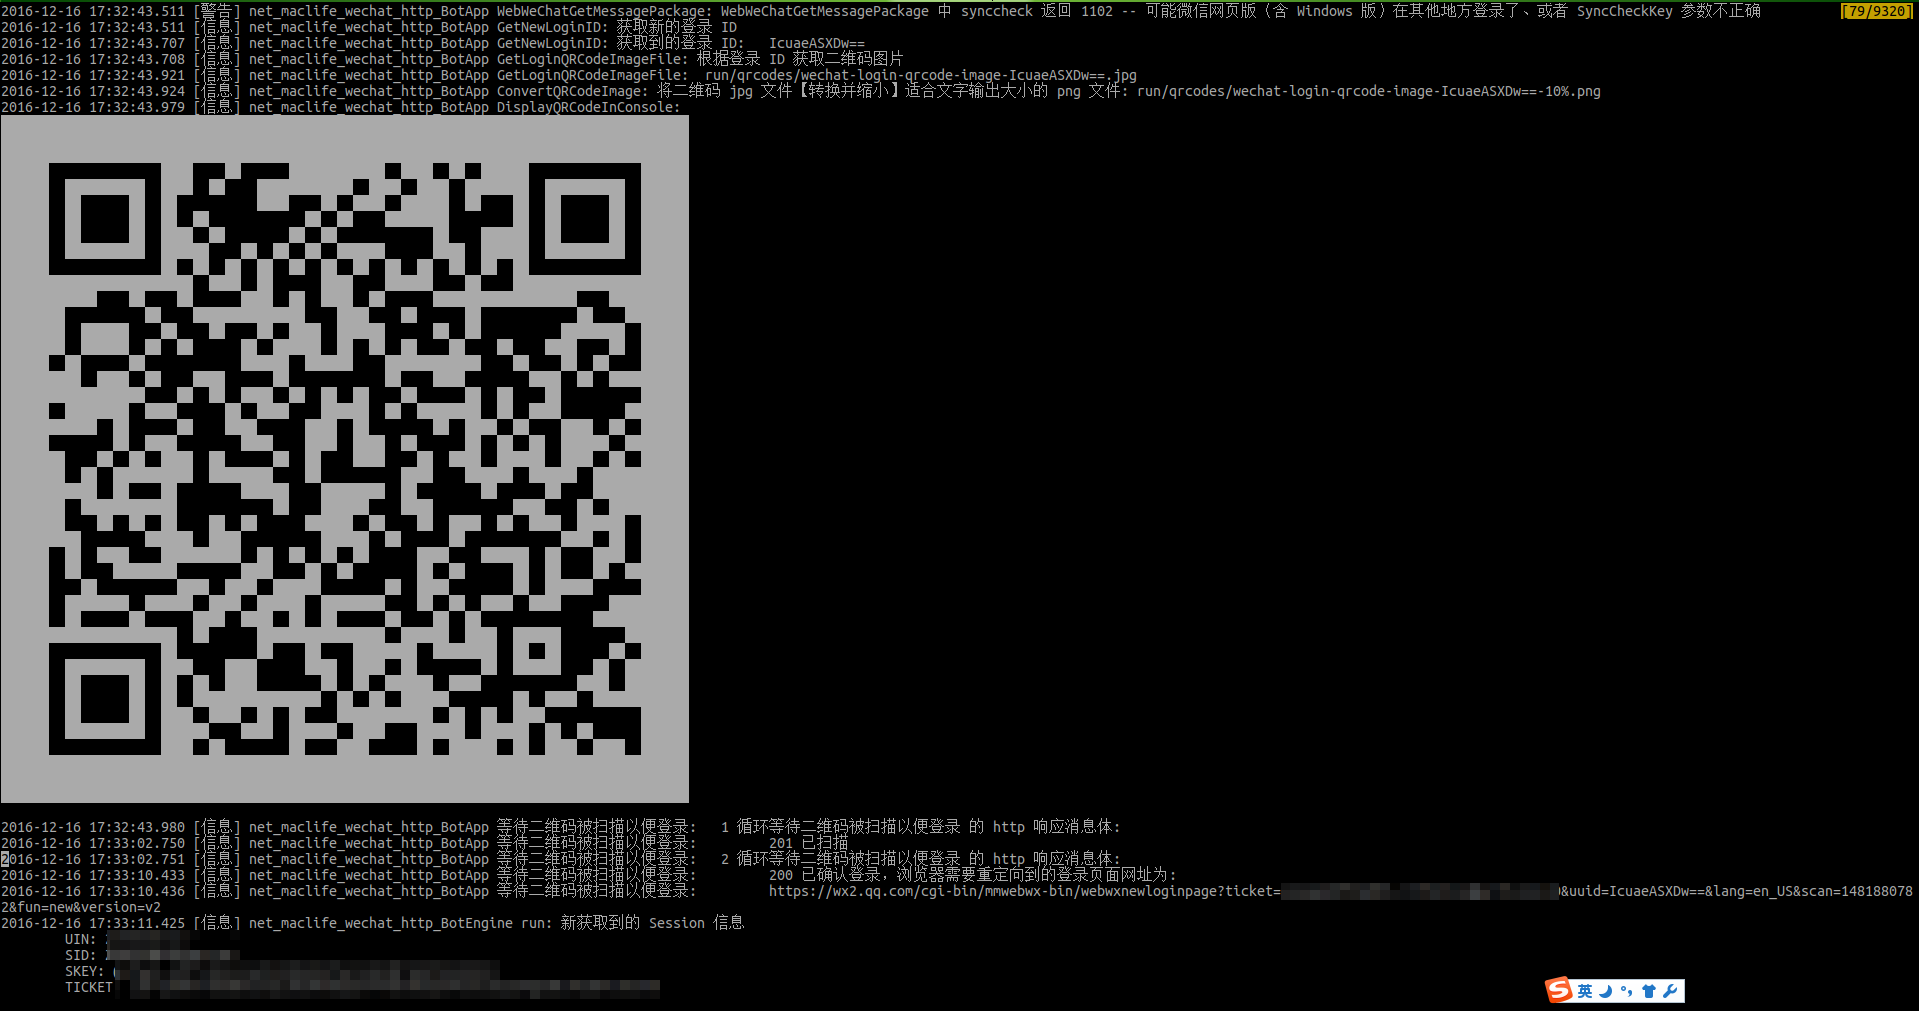 2016-12-16 17:32:43.511 [警告] net_maclife_wechat_http_BotApp WebWeChatGetMessagePackage: WebWeChatGetMessagePackage 中 synccheck 返回 1102 -- 可能微信网页版（含 Windows 版）在其他地方登录了、或者 SyncCheckKey 参数不正确 [79/9320]
2016-12-16 17:32:43.511 [信息] net_maclife_wechat_http_BotApp GetNewLoginID: 获取新的登录 ID
2016-12-16 17:32:43.707 [信息] net_maclife_wechat_http_BotApp GetNewLoginID: 获取到的登录 ID: IcuaeASXDw==
2016-12-16 17:32:43.708 [信息] net_maclife_wechat_http_BotApp GetLoginQRCodeImageFile: 根据登录 ID 获取二维码图片
2016-12-16 17:32:43.921 [信息] net_maclife_wechat_http_BotApp GetLoginQRCodeImageFile: run/qrcodes/wechat-login-qrcode-image-IcuaeASXDw==.jpg
2016-12-16 17:32:43.924 [信息] net_maclife_wechat_http_BotApp ConvertQRCodeImage: 将二维码 jpg 文件【转换并缩小】适合文字输出大小的 png 文件: run/qrcodes/wechat-login-qrcode-image-IcuaeASXDw==-10%.png
2016-12-16 17:32:43.979 [信息] net_maclife_wechat_http_BotApp DisplayQRCodeInConsole:
2016-12-16 17:32:43.980 [信息] net_maclife_wechat_http_BotApp 等待二维码被扫描以便登录: 1 循环等待二维码被扫描以便登录 的 http 响应消息体:
2016-12-16 17:33:02.750 [信息] net_maclife_wechat_http_BotApp 等待二维码被扫描以便登录: 201 已扫描
2016-12-16 17:33:02.751 [信息] net_maclife_wechat_http_BotApp 等待二维码被扫描以便登录: 2 循环等待二维码被扫描以便登录 的 http 响应消息体:
2016-12-16 17:33:10.433 [信息] net_maclife_wechat_http_BotApp 等待二维码被扫描以便登录: 200 已确认登录，浏览器需要重定向到的登录页面网址为:
2016-12-16 17:33:10.436 [信息] net_maclife_wechat_http_BotApp 等待二维码被扫描以便登录: https://wx2.qq.com/cgi-bin/mmwebwx-bin/webwxnewloginpage?ticket= &uuid=IcuaeASXDw==&lang=en_US&scan=148188078
2&fun=new&version=v2
2016-12-16 17:33:11.425 [信息] net_maclife_wechat_http_BotEngine run: 新获取到的 Session 信息
UIN:
SID:
SKEY:
TICKET
S 英